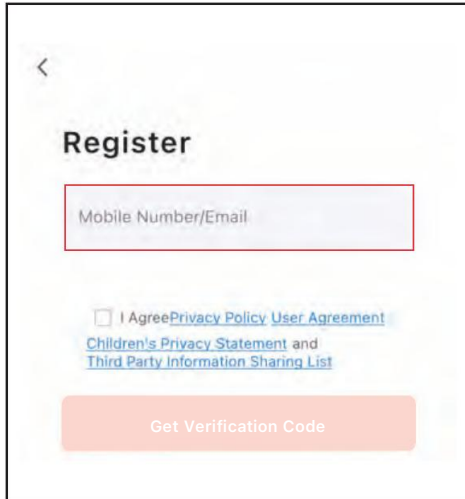 Register
Mobile Number/Email
I AgreePrivacy Policy User Agreement
Children's Privacy Statement and
Third Party Information Sharing List
Get Verification Code